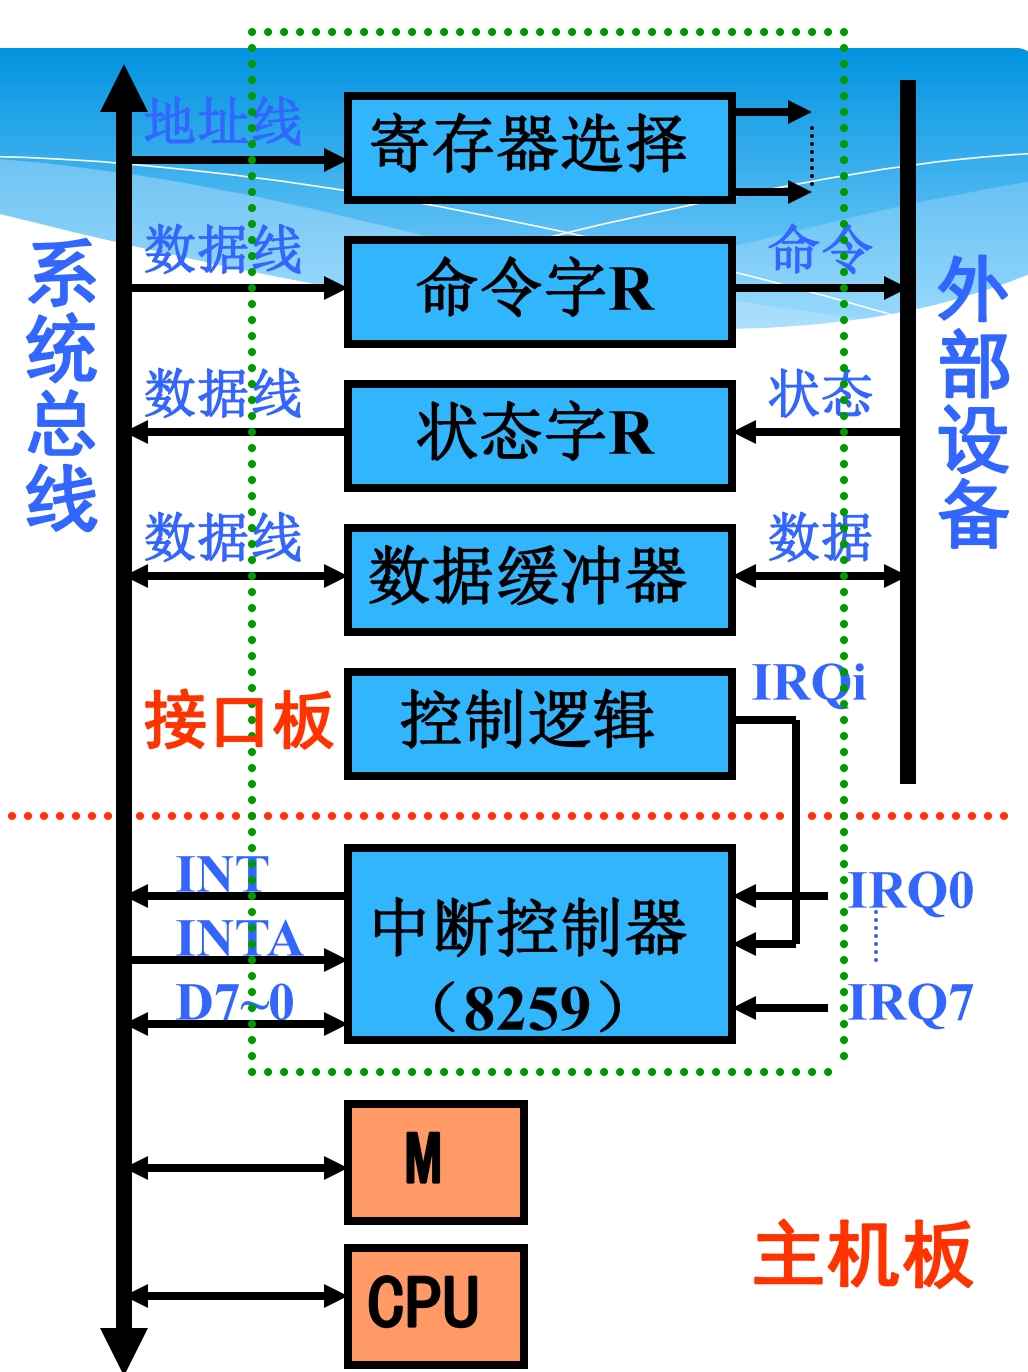 地址线
寄存器选择
系统总线
数据线
命令字R
命令
外部设备
数据线
状态字R
状态
数据线
数据缓冲器
数据
接口板
控制逻辑
IRQi
INT
INTA
D7~0
中断控制器
（8259）
IRQ0
IRQ7
M
CPU
主机板